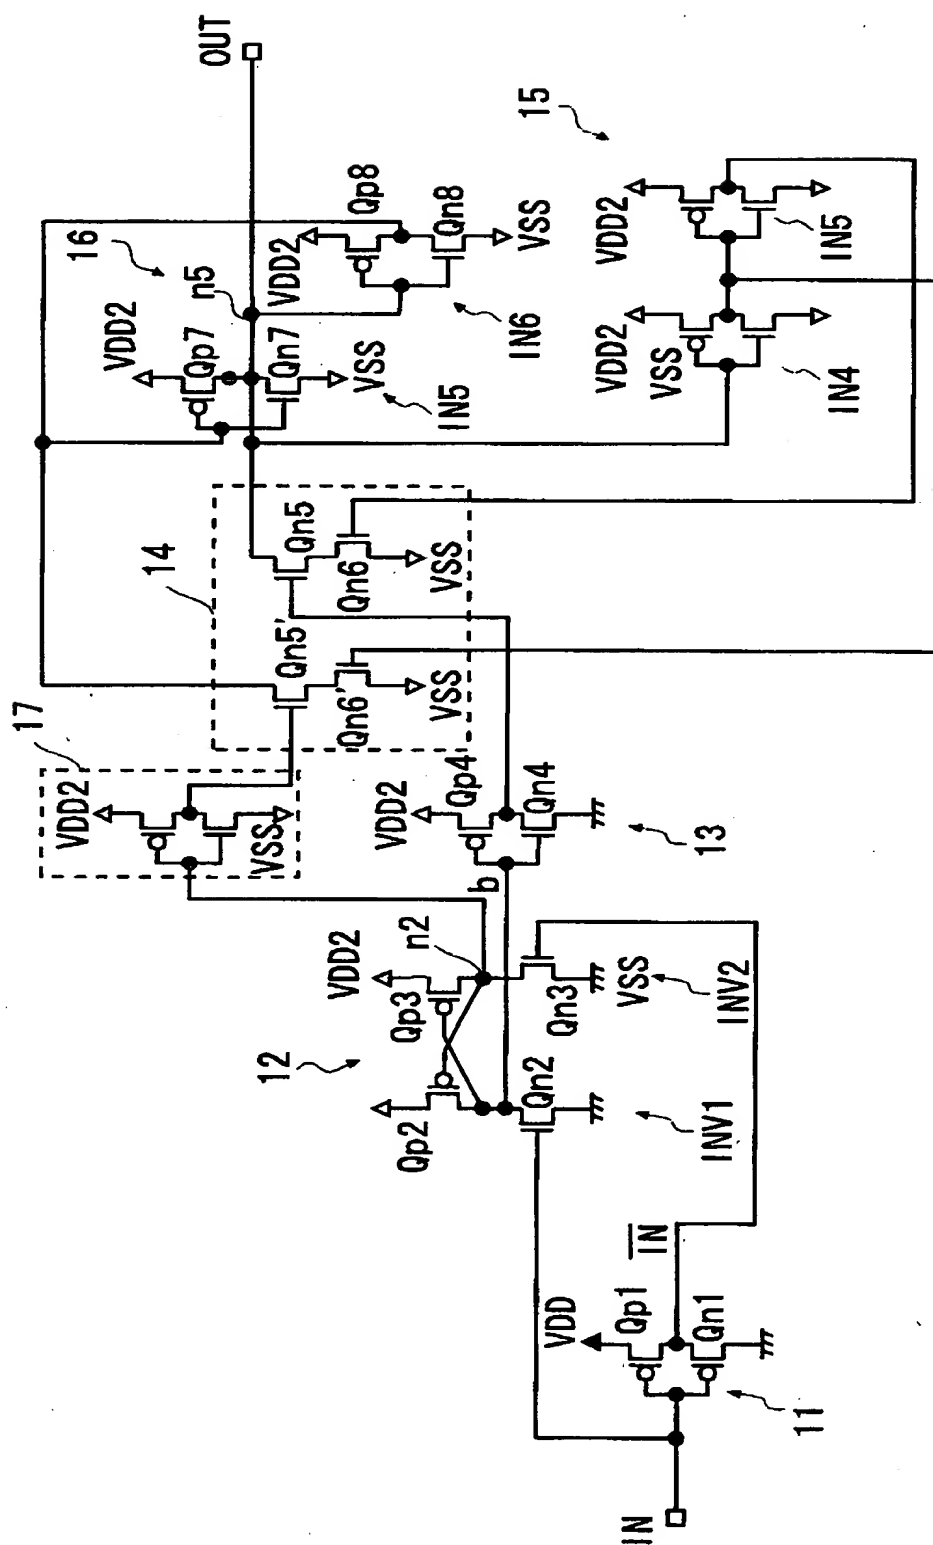 IN
11
VDD
Qp1
Qn1
IN
12
Qp2
Qn2
INV1
Qp3
VDD2
n2
Qn3
VSS
INV2
b
VDD2
Qp4
Qn4
13
17
VDD2
VSS
14
Qn5'
Qn6'
VSS
Qn5
Qn6
VSS
16
VDD2
Qp7
Qn7
VSS
IN5
n5
OUT
VDD2
Qp8
Qn8
VSS
IN6
15
VDD2
VSS
IN4
VDD2
IN5